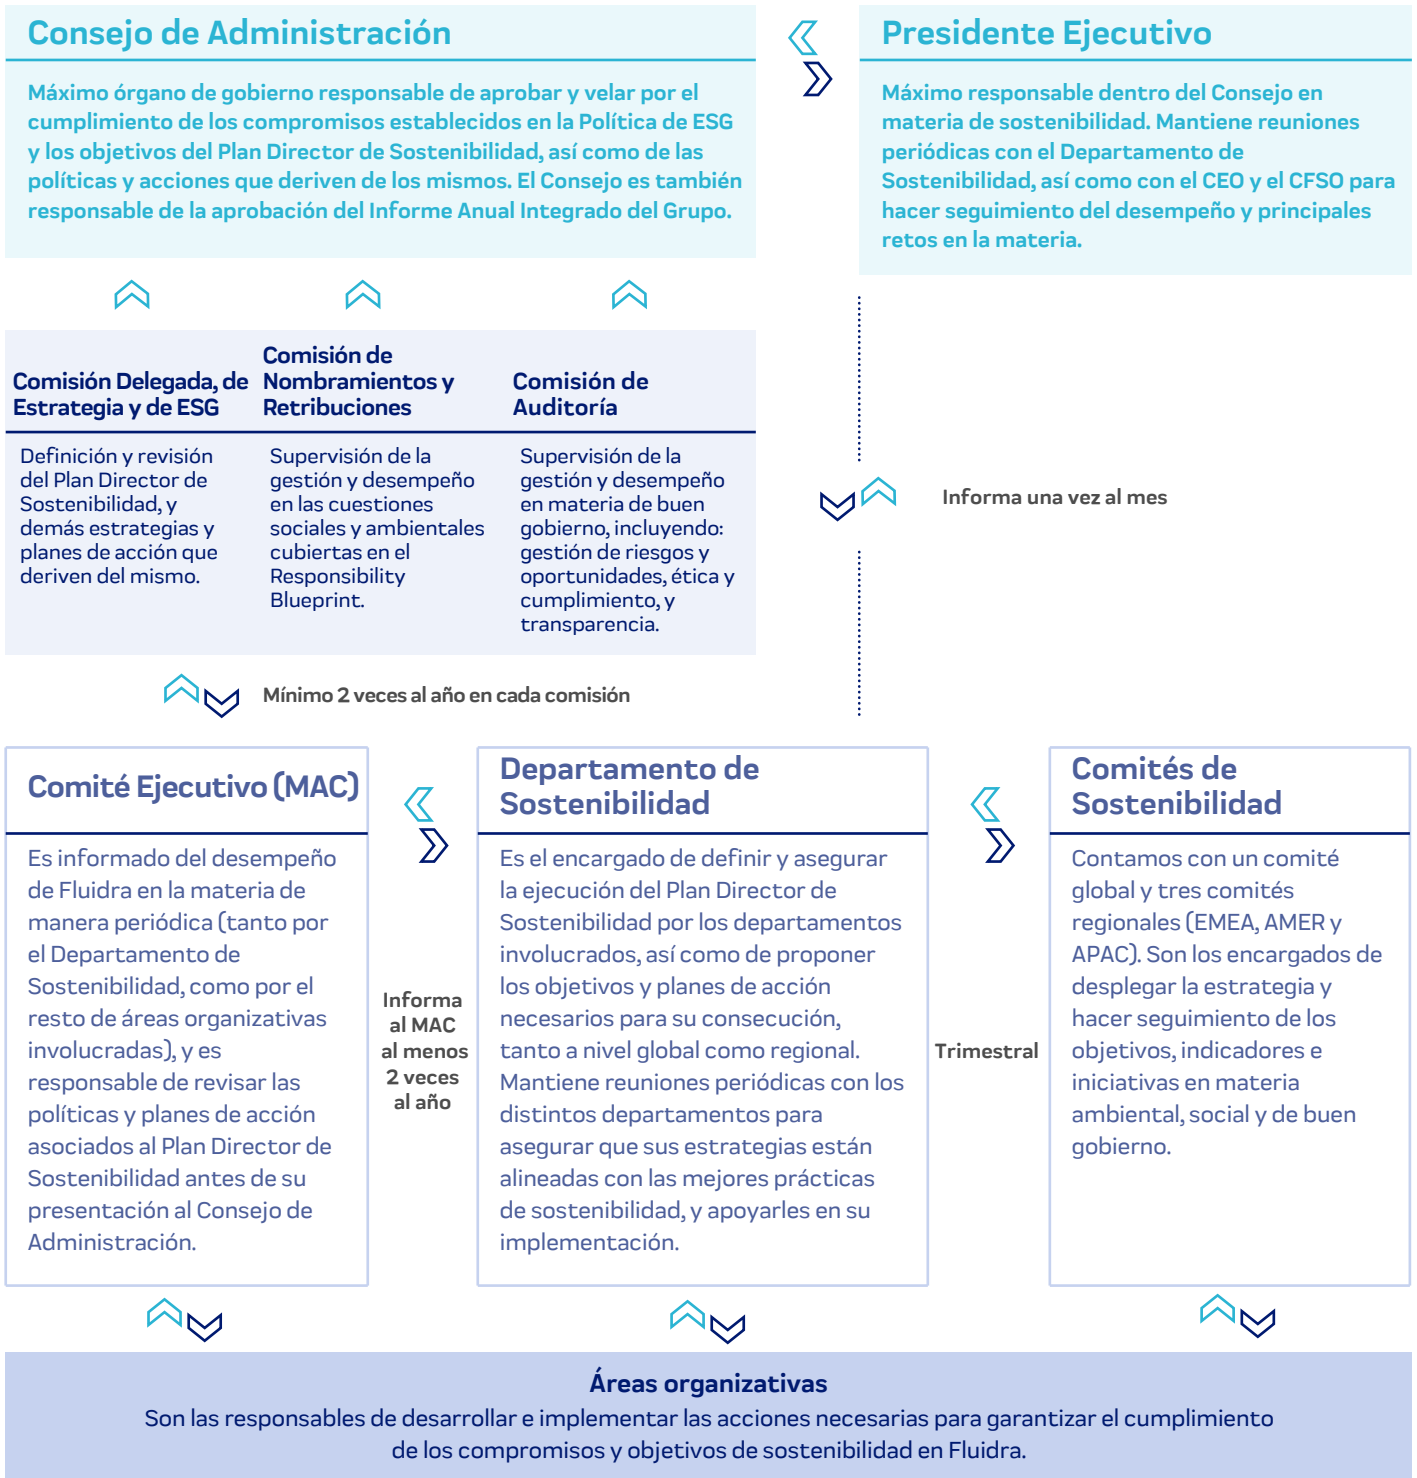 Consejo de Administración
Máximo órgano de gobierno responsable de aprobar y velar por el
cumplimiento de los compromisos establecidos en la Política de ESG
y los objetivos del Plan Director de Sostenibilidad, así como de las
políticas y acciones que deriven de los mismos. El Consejo es también
responsable de la aprobación del Informe Anual Integrado del Grupo.
Presidente Ejecutivo
Máximo responsable dentro del Consejo en
materia de sostenibilidad. Mantiene reuniones
periódicas con el Departamento de
Sostenibilidad, así como con el CEO y el CFSO para
hacer seguimiento del desempeño y principales
retos en la materia.
Comisión Delegada, de
Estrategia y de ESG
Definición y revisión
del Plan Director de
Sostenibilidad, y
demás estrategias y
planes de acción que
deriven del mismo.
Comisión de
Nombramientos y
Retribuciones
Supervisión de la
gestión y desempeño
en las cuestiones
sociales y ambientales
cubiertas en el
Responsibility
Blueprint.
Comisión de
Auditoría
Supervisión de la
gestión y desempeño
en materia de buen
gobierno, incluyendo:
gestión de riesgos y
oportunidades, ética y
cumplimiento, y
transparencia.
Informa una vez al mes
Mínimo 2 veces al año en cada comisión
Comité Ejecutivo (MAC)
Es informado del desempeño
de Fluidra en la materia de
manera periódica (tanto por
el Departamento de
Sostenibilidad, como por el
resto de áreas organizativas
involucradas), y es
responsable de revisar las
políticas y planes de acción
asociados al Plan Director de
Sostenibilidad antes de su
presentación al Consejo de
Administración.
Informa
al MAC
al menos
2 veces
al año
Departamento de
Sostenibilidad
Es el encargado de definir y asegurar
la ejecución del Plan Director de
Sostenibilidad por los departamentos
involucrados, así como de proponer
los objetivos y planes de acción
necesarios para su consecución,
tanto a nivel global como regional.
Mantiene reuniones periódicas con los
distintos departamentos para
asegurar que sus estrategias están
alineadas con las mejores prácticas
de sostenibilidad, y apoyarles en su
implementación.
Trimestral
Comités de
Sostenibilidad
Contamos con un comité
global y tres comités
regionales (EMEA, AMER y
APAC). Son los encargados de
desplegar la estrategia y
hacer seguimiento de los
objetivos, indicadores e
iniciativas en materia
ambiental, social y de buen
gobierno.
Áreas organizativas
Son las responsables de desarrollar e implementar las acciones necesarias para garantizar el cumplimiento
de los compromisos y objetivos de sostenibilidad en Fluidra.